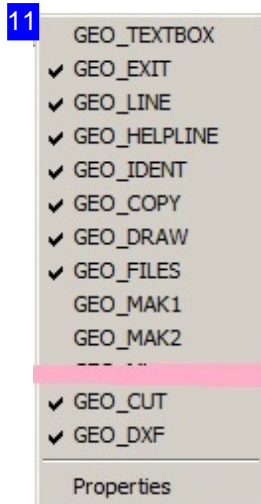 11
GEO_TEXTBOX
GEO_EXIT
GEO_LINE
GEO_HELPLINE
GEO_IDENT
GEO_COPY
GEO_DRAW
GEO_FILES
GEO_MAK1
GEO_MAK2
GEO_CUT
GEO_DXF
Properties